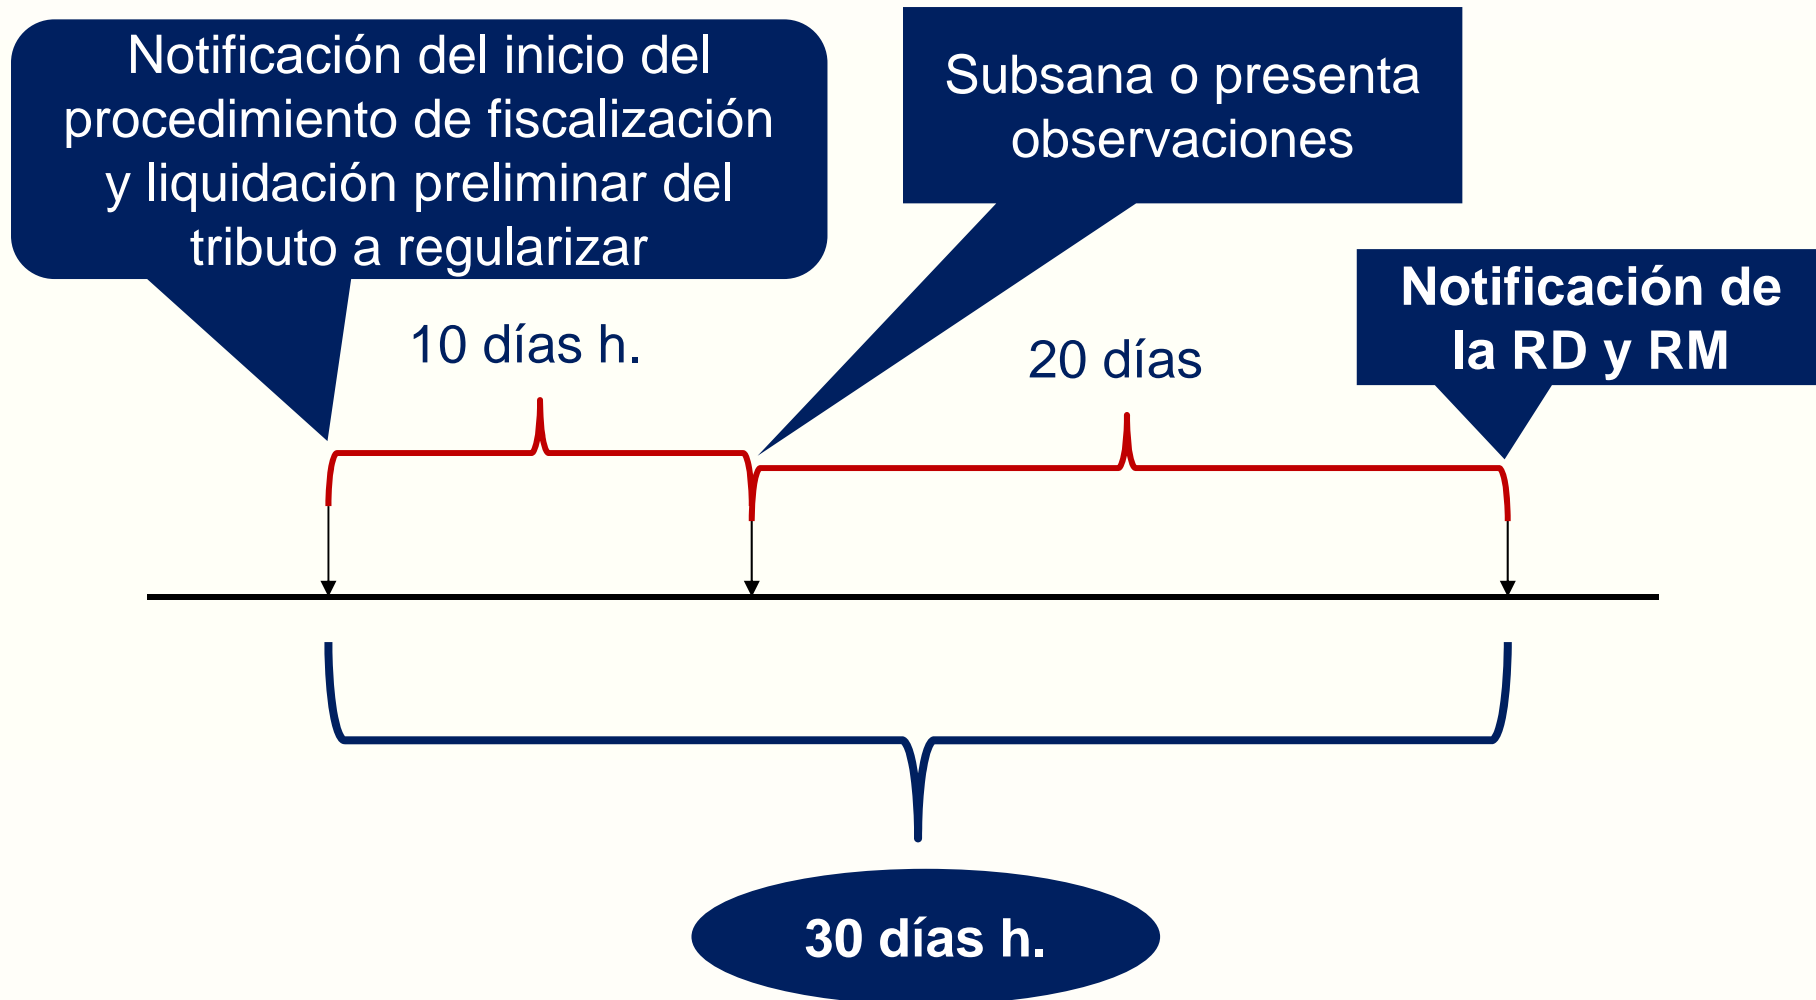 Notificación del inicio del
procedimiento de fiscalización
y liquidación preliminar del
tributo a regularizar
Subsana o presenta
observaciones
Notificación de
la RD y RM
10 días h.
20 días
30 días h.